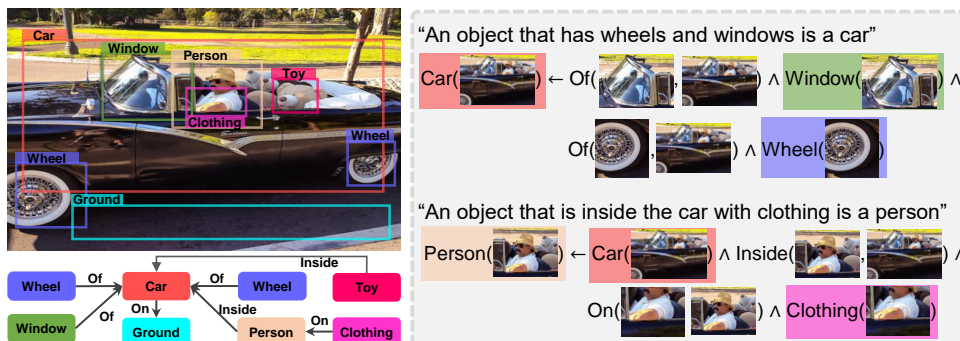 Car
Window
Person
Toy
Clothing
Wheel
Wheel
Ground
Inside
Wheel
Of
Car
Of
Wheel
Toy
Of
On
Inside
Window
Ground
Person
On
Clothing
“An object that has wheels and windows is a car”
Car( ) ← Of( , ) ∧ Window( ) ∧
Of( , ) ∧ Wheel( )
“An object that is inside the car with clothing is a person”
Person( ) ← Car( ) ∧ Inside( , ) ∧
On( ) ∧ Clothing( )